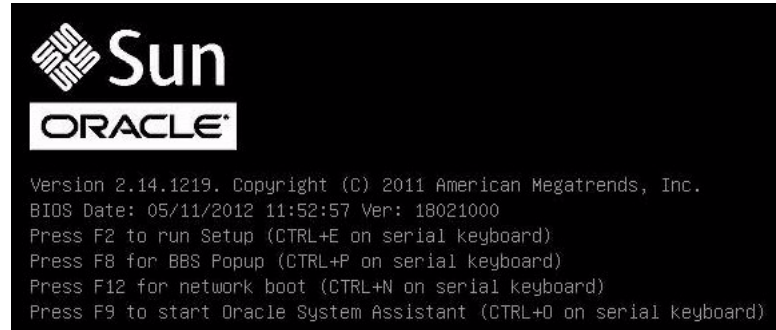 Sun
ORACLE
Version 2.14.1219. Copyright (C) 2011 American Megatrends, Inc.
BIOS Date: 05/11/2012 11:52:57 Ver: 18021000
Press F2 to run Setup (CTRL+E on serial keyboard)
Press F8 for BBS Popup (CTRL+P on serial keyboard)
Press F12 for network boot (CTRL+N on serial keyboard)
Press F9 to start Oracle System Assistant (CTRL+O on serial keyboard)